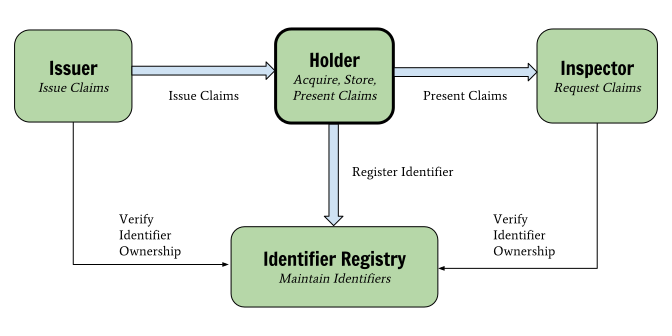 Issuer
Issue Claims
Holder
Acquire, Store,
Present Claims
Inspector
Request Claims
Issue Claims
Present Claims
Register Identifier
Verify
Identifier
Ownership
Verify
Identifier
Ownership
Identifier Registry
Maintain Identifiers